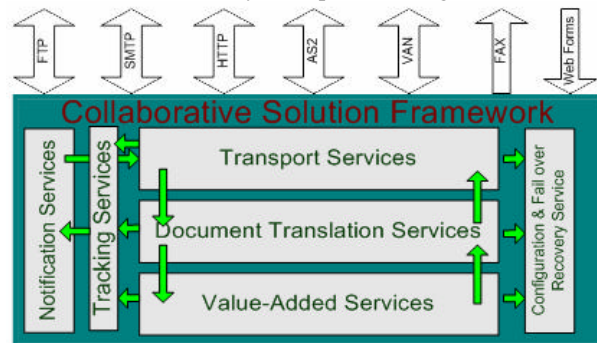 FTP
SMTP
HTTP
AS2
VAN
FAX
Web Forms
Collaborative Solution Framework
Notification Services
Tracking Services
Transport Services
Document Translation Services
Value-Added Services
Configuration & Fail over
Recovery Service